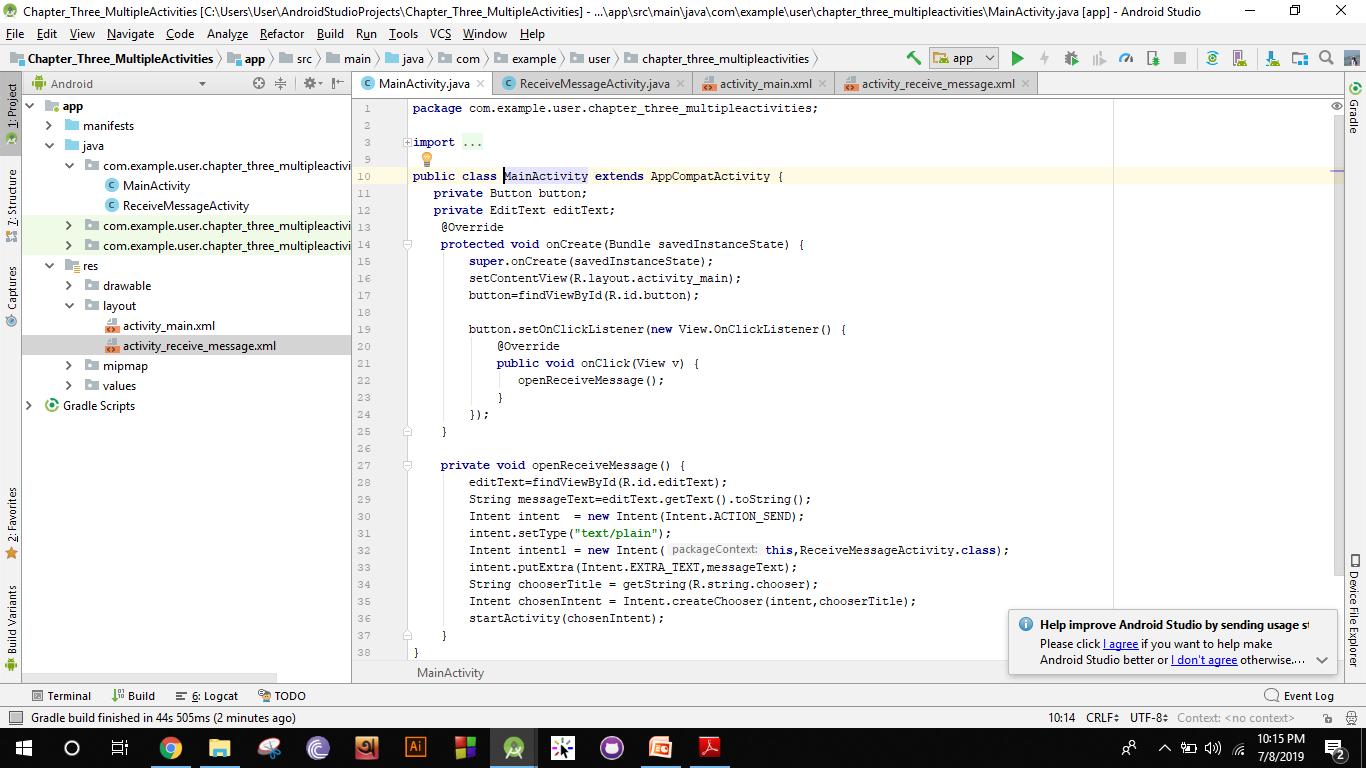 Chapter_Three_MultipleActivities [C:\Users\User\AndroidStudioProjects\Chapter_Three_MultipleActivities] - ...\app\src\main\java\com\example\user\chapter_three_multipleactivities\MainActivity.java [app] - Android Studio
File Edit View Navigate Code Analyze Refactor Build Run Tools VCS Window Help
Chapter_Three_MultipleActivities app src main java com example user chapter_three_multipleactivities app
Android
MainActivity.java ReceiveMessageActivity.java activity_main.xml activity_receive_message.xml
1: Project
7: Structure
Captures
2: Favorites
Build Variants
app
manifests
java
com.example.user.chapter_three_multipleactivi
MainActivity
ReceiveMessageActivity
com.example.user.chapter_three_multipleactivi
com.example.user.chapter_three_multipleactivi
res
drawable
layout
activity_main.xml
activity_receive_message.xml
mipmap
values
Gradle Scripts
1 package com.example.user.chapter_three_multipleactivities;
2
3 import ...
9
10 public class MainActivity extends AppCompatActivity {
11 private Button button;
12 private EditText editText;
13 @Override
14 protected void onCreate(Bundle savedInstanceState) {
15 super.onCreate(savedInstanceState);
16 setContentView(R.layout.activity_main);
17 button=findViewById(R.id.button);
18
19 button.setOnClickListener(new View.OnClickListener() {
20 @Override
21 public void onClick(View v) {
22 openReceiveMessage();
23 }
24 });
25 }
26
27 private void openReceiveMessage() {
28 editText=findViewById(R.id.editText);
29 String messageText=editText.getText().toString();
30 Intent intent = new Intent(Intent.ACTION_SEND);
31 intent.setType("text/plain");
32 Intent intent1 = new Intent( packageContext: this,ReceiveMessageActivity.class);
33 intent.putExtra(Intent.EXTRA_TEXT,messageText);
34 String chooserTitle = getString(R.string.chooser);
35 Intent chosenIntent = Intent.createChooser(intent,chooserTitle);
36 startActivity(chosenIntent);
37 }
38 }
MainActivity
Gradle
Device File Explorer
Help improve Android Studio by sending usage st
Please click I agree if you want to help make
Android Studio better or I don't agree otherwise....
Terminal Build 6: Logcat TODO Event Log
Gradle build finished in 44s 505ms (2 minutes ago) 10:14 CRLF UTF-8 Context: <no context>
Ai
10:15 PM
7/8/2019
2